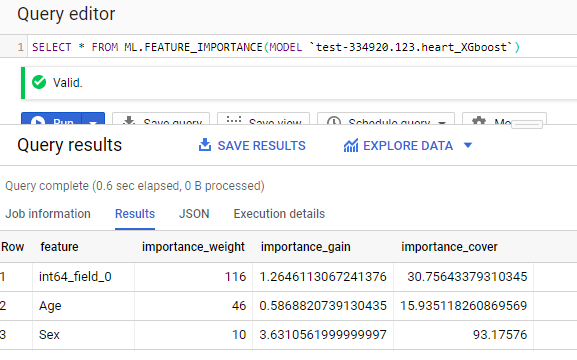 Query editor
1 SELECT * FROM ML.FEATURE_IMPORTANCE(MODEL `test-334920.123.heart_XGboost`)
Valid.
Run Save query Save view Schedule query
Query results SAVE RESULTS EXPLORE DATA
Query complete (0.6 sec elapsed, 0 B processed)
Job information Results JSON Execution details
Row feature importance_weight importance_gain importance_cover
1 int64_field_0 116 1.2646113067241376 30.75643379310345
2 Age 46 0.5868820739130435 15.935118260869569
3 Sex 10 3.6310561999999997 93.17576